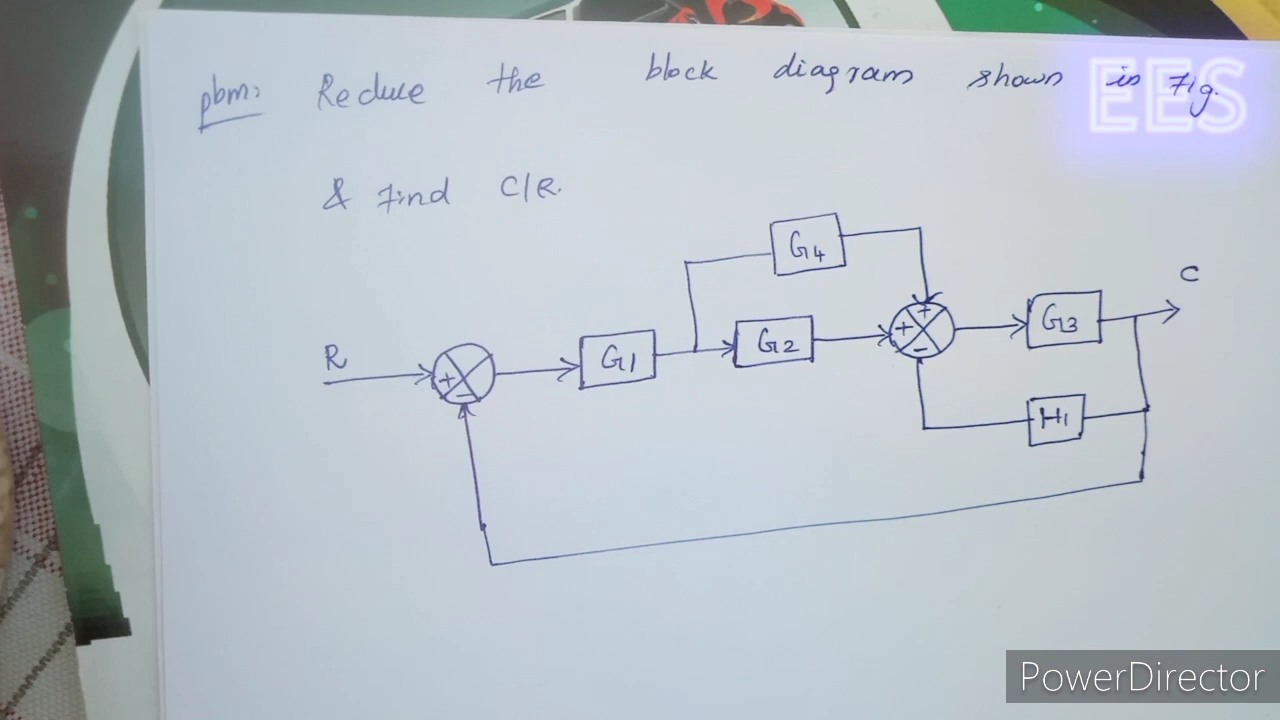 pbm: Reduce the block diagram shown in Fig.
EES
& Find C/R.
G4
C
R
G1
G2
+
+
-
G3
+
-
H1
PowerDirector